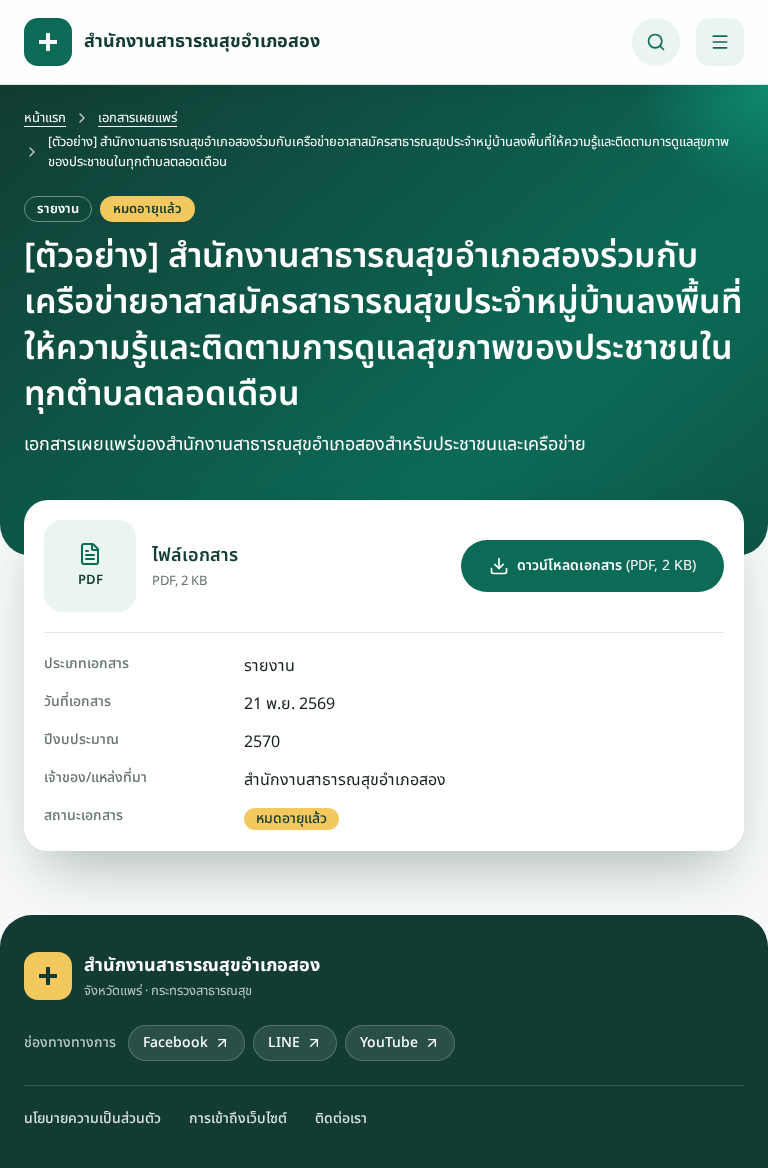 สำนักงานสาธารณสุขอำเภอสอง
หน้าแรก
เอกสารเผยแพร่
[ตัวอย่าง] สำนักงานสาธารณสุขอำเภอสองร่วมกับเครือข่ายอาสาสมัครสาธารณสุขประจำหมู่บ้านลงพื้นที่ให้ความรู้และติดตามการดูแลสุขภาพ
ของประชาชนในทุกตำบลตลอดเดือน
รายงาน
หมดอายุแล้ว
[ตัวอย่าง] สำนักงานสาธารณสุขอำเภอสองร่วมกับ
เครือข่ายอาสาสมัครสาธารณสุขประจำหมู่บ้านลงพื้นที่
ให้ความรู้และติดตามการดูแลสุขภาพของประชาชนใน
ทุกตำบลตลอดเดือน
เอกสารเผยแพร่ของสำนักงานสาธารณสุขอำเภอสองสำหรับประชาชนและเครือข่าย
PDF
ไฟล์เอกสาร
PDF, 2 KB
ดาวน์โหลดเอกสาร (PDF, 2 KB)
ประเภทเอกสาร
รายงาน
วันที่เอกสาร
21 พ.ย. 2569
ปีงบประมาณ
2570
เจ้าของ/แหล่งที่มา
สำนักงานสาธารณสุขอำเภอสอง
สถานะเอกสาร
หมดอายุแล้ว
สำนักงานสาธารณสุขอำเภอสอง
จังหวัดแพร่ · กระทรวงสาธารณสุข
ช่องทางทางการ
Facebook
LINE
YouTube
นโยบายความเป็นส่วนตัว
การเข้าถึงเว็บไซต์
ติดต่อเรา